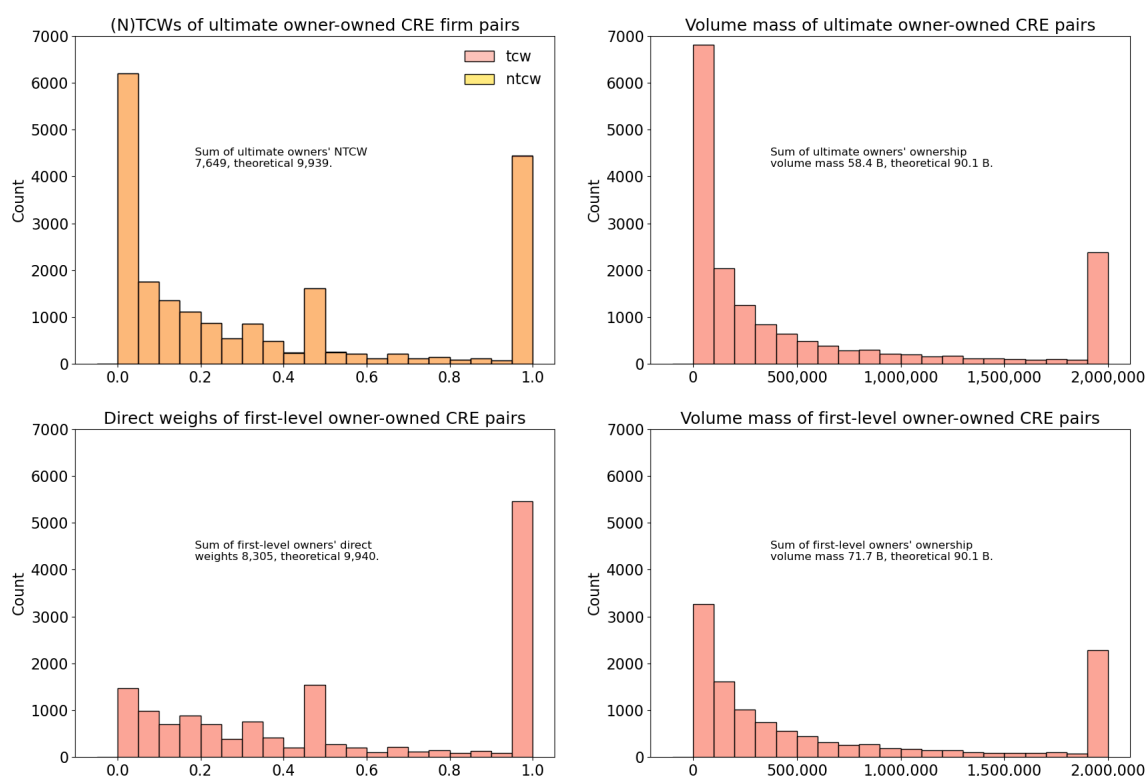 (N)TCWs of ultimate owner-owned CRE firm pairs
7000
6000
5000
4000
3000
2000
1000
0
Count
tcw
ntcw
Sum of ultimate owners' NTCW
7,649, theoretical 9,939.
0.0 0.2 0.4 0.6 0.8 1.0
Volume mass of ultimate owner-owned CRE pairs
7000
6000
5000
4000
3000
2000
1000
0
Count
Sum of ultimate owners' ownership
volume mass 58.4 B, theoretical 90.1 B.
0 500,000 1,000,000 1,500,000 2,000,000
Direct weighs of first-level owner-owned CRE pairs
7000
6000
5000
4000
3000
2000
1000
0
Count
Sum of first-level owners' direct
weights 8,305, theoretical 9,940.
0.0 0.2 0.4 0.6 0.8 1.0
Volume mass of first-level owner-owned CRE pairs
7000
6000
5000
4000
3000
2000
1000
0
Count
Sum of first-level owners' ownership
volume mass 71.7 B, theoretical 90.1 B.
0 500,000 1,000,000 1,500,000 2,000,000